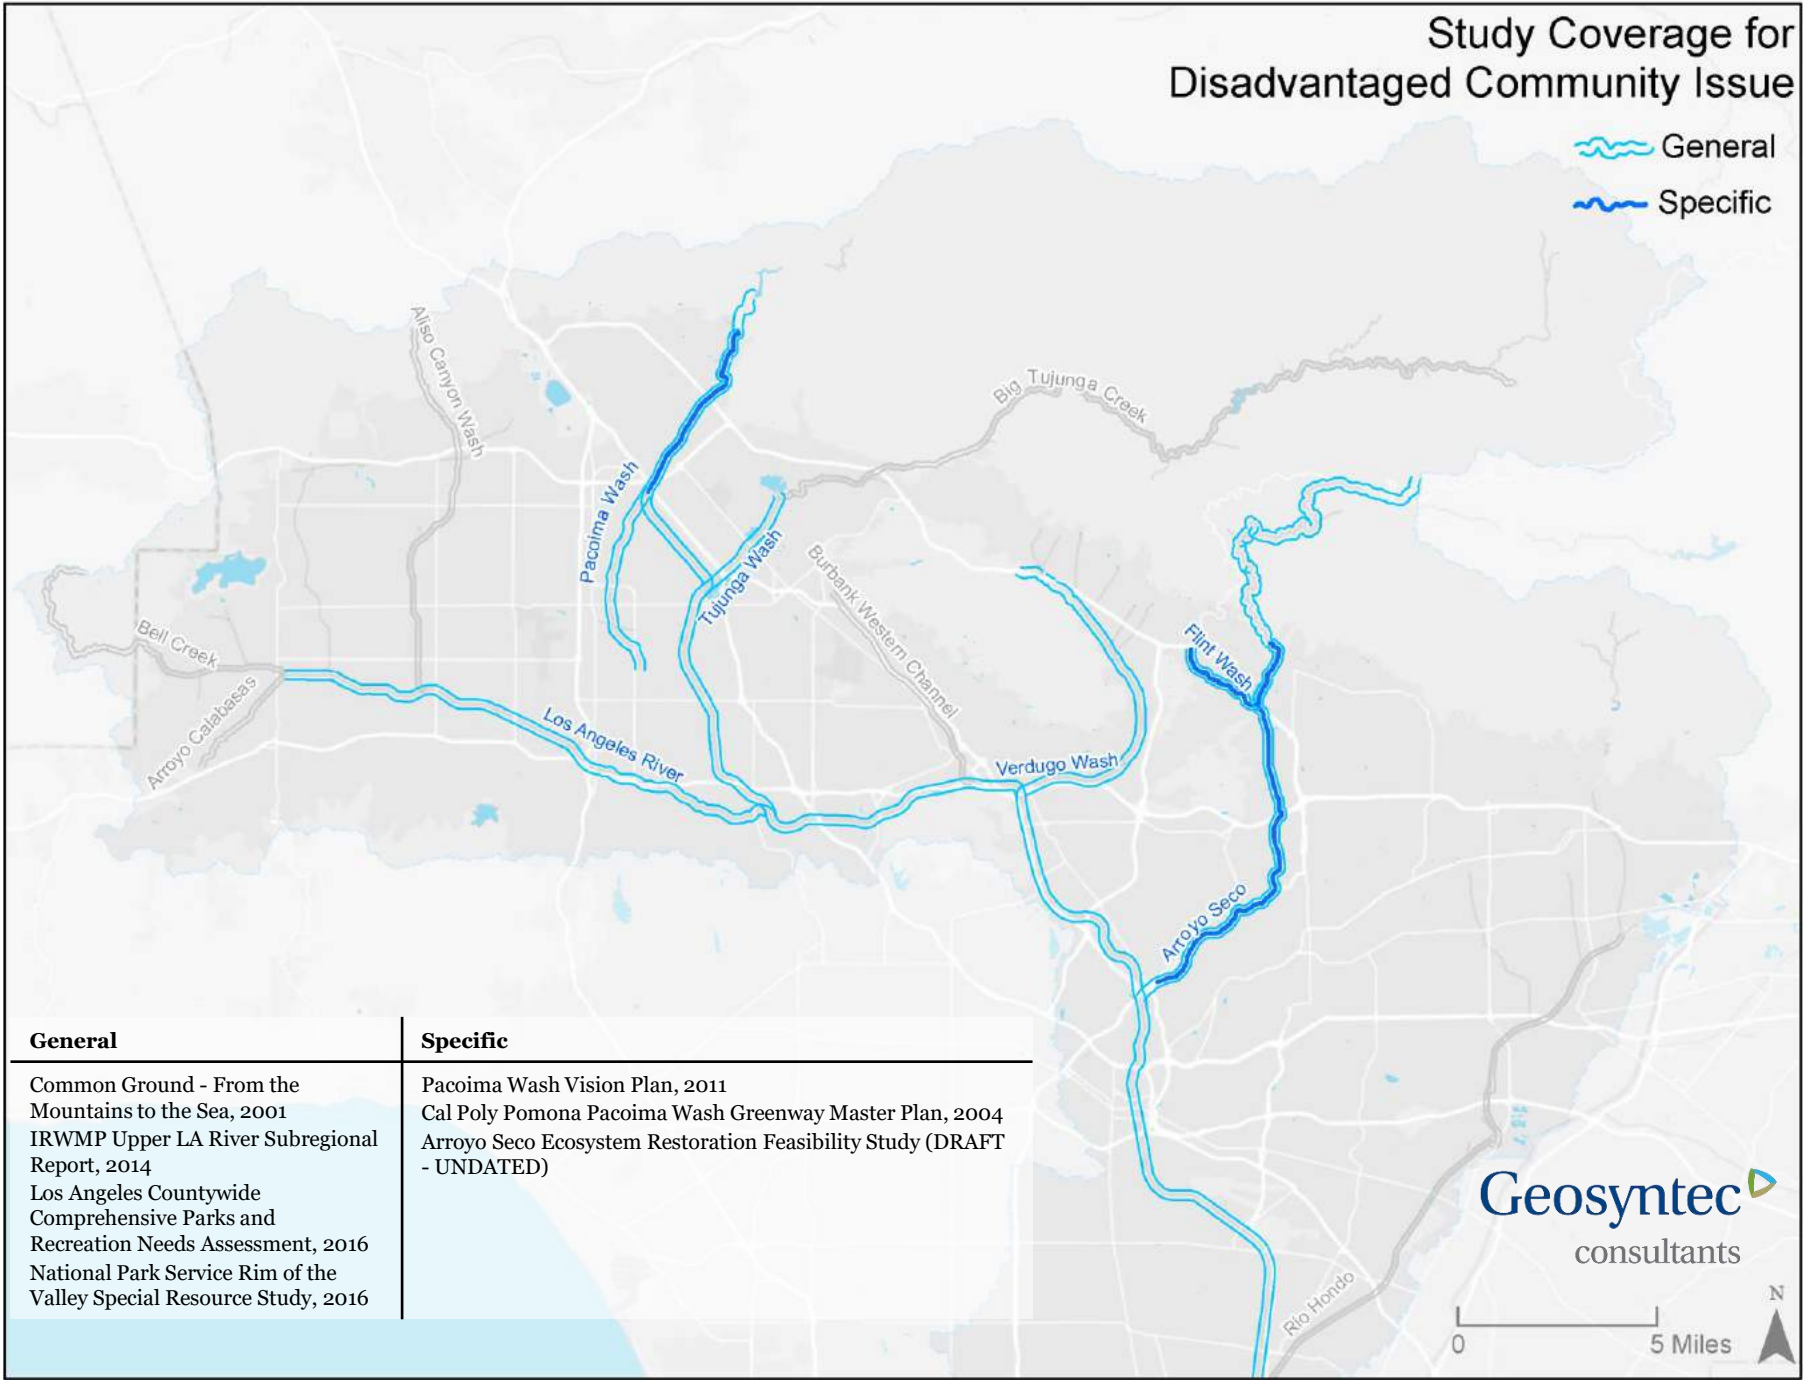 Study Coverage for
Disadvantaged Community Issue
General
Specific
Aliso Canyon Wash
Big Tujunga Creek
Pacoima Wash
Tujunga Wash
Burbank Western Channel
Bell Creek
Arroyo Calabasas
Los Angeles River
Verdugo Wash
Flint Wash
Arroyo Seco
Rio Hondo
General
Common Ground - From the
Mountains to the Sea, 2001
IRWMP Upper LA River Subregional
Report, 2014
Los Angeles Countywide
Comprehensive Parks and
Recreation Needs Assessment, 2016
National Park Service Rim of the
Valley Special Resource Study, 2016
Specific
Pacoima Wash Vision Plan, 2011
Cal Poly Pomona Pacoima Wash Greenway Master Plan, 2004
Arroyo Seco Ecosystem Restoration Feasibility Study (DRAFT
- UNDATED)
Geosyntec
consultants
N
0 5 Miles